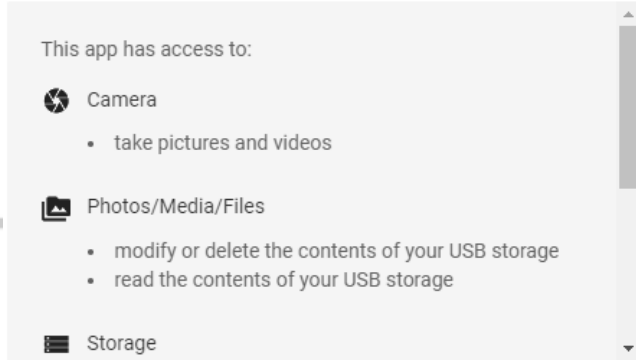 This app has access to:
Camera
• take pictures and videos
Photos/Media/Files
• modify or delete the contents of your USB storage
• read the contents of your USB storage
Storage